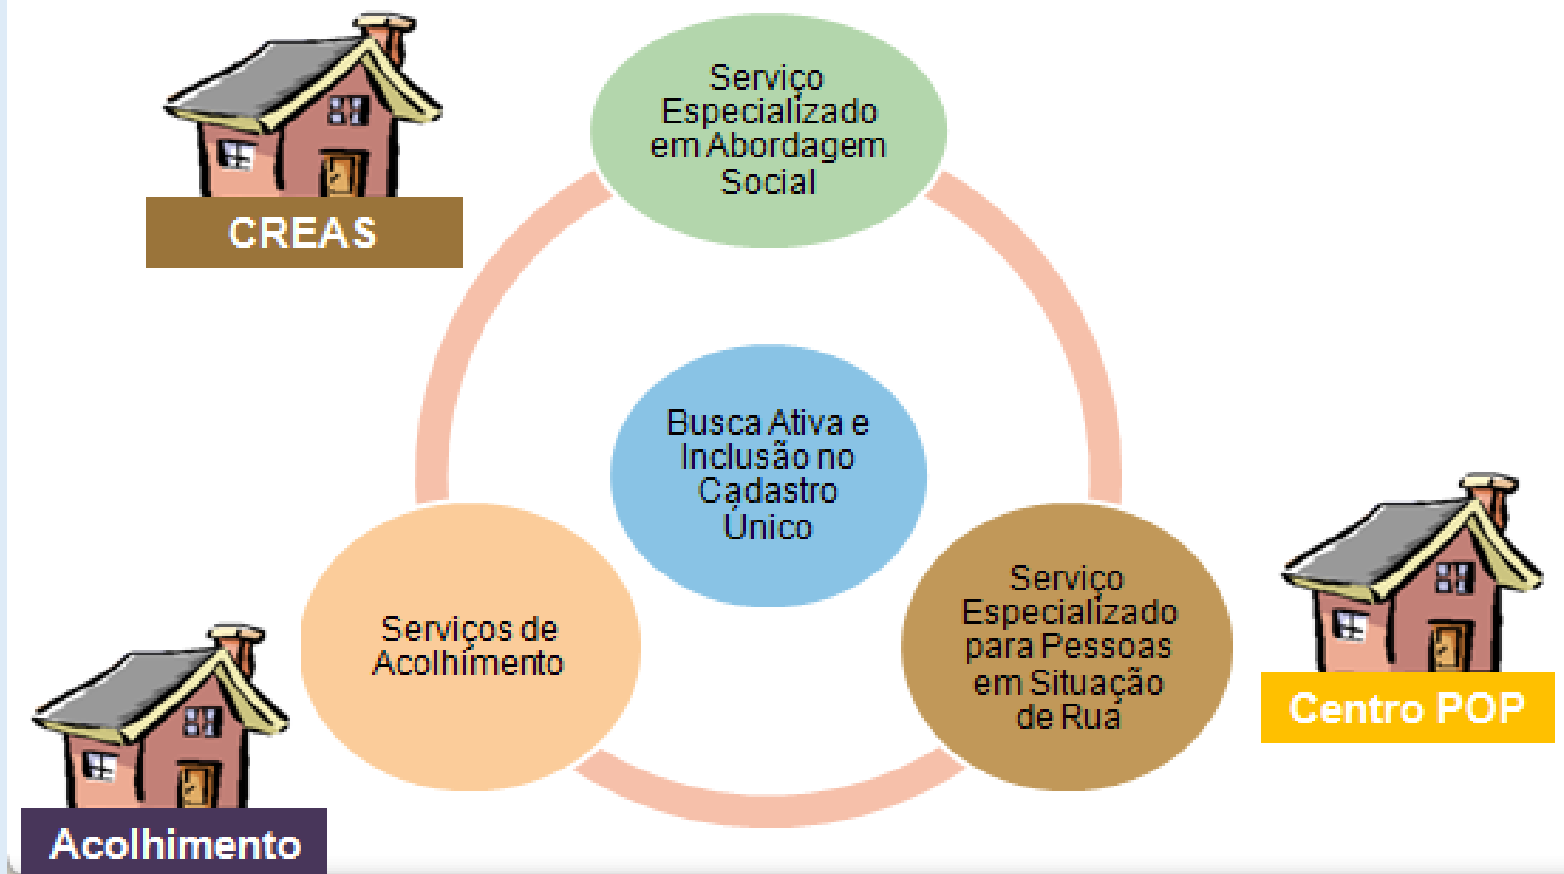 Serviço
Especializado
em Abordagem
Social
CREAS
Busca Ativa e
Inclusão no
Cadastro
Único
Serviços de
Acolhimento
Serviço
Especializado
para Pessoas
em Situação
de Rua
Centro POP
Acolhimento